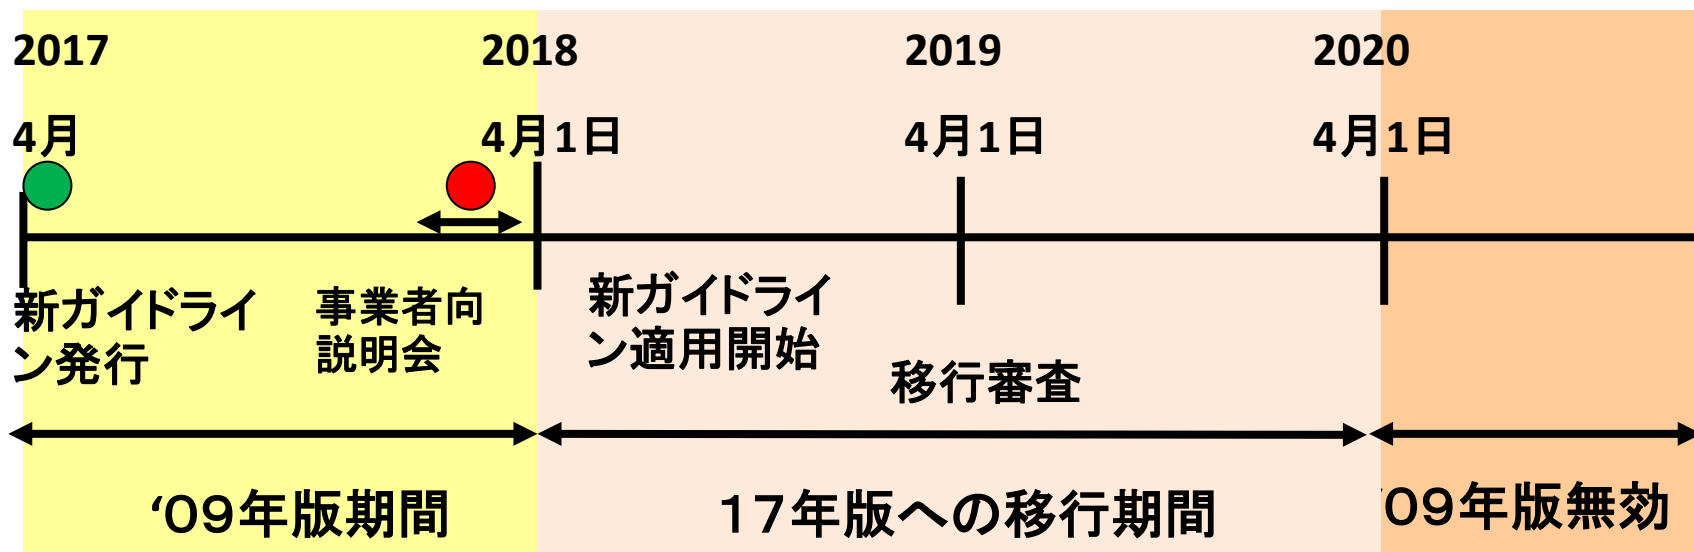 2017
2018
2019
2020
4月
4月1日
4月1日
4月1日
新ガイドライ
ン発行
事業者向
説明会
新ガイドライ
ン適用開始
移行審査
‘09年版期間
17年版への移行期間
‘09年版無効